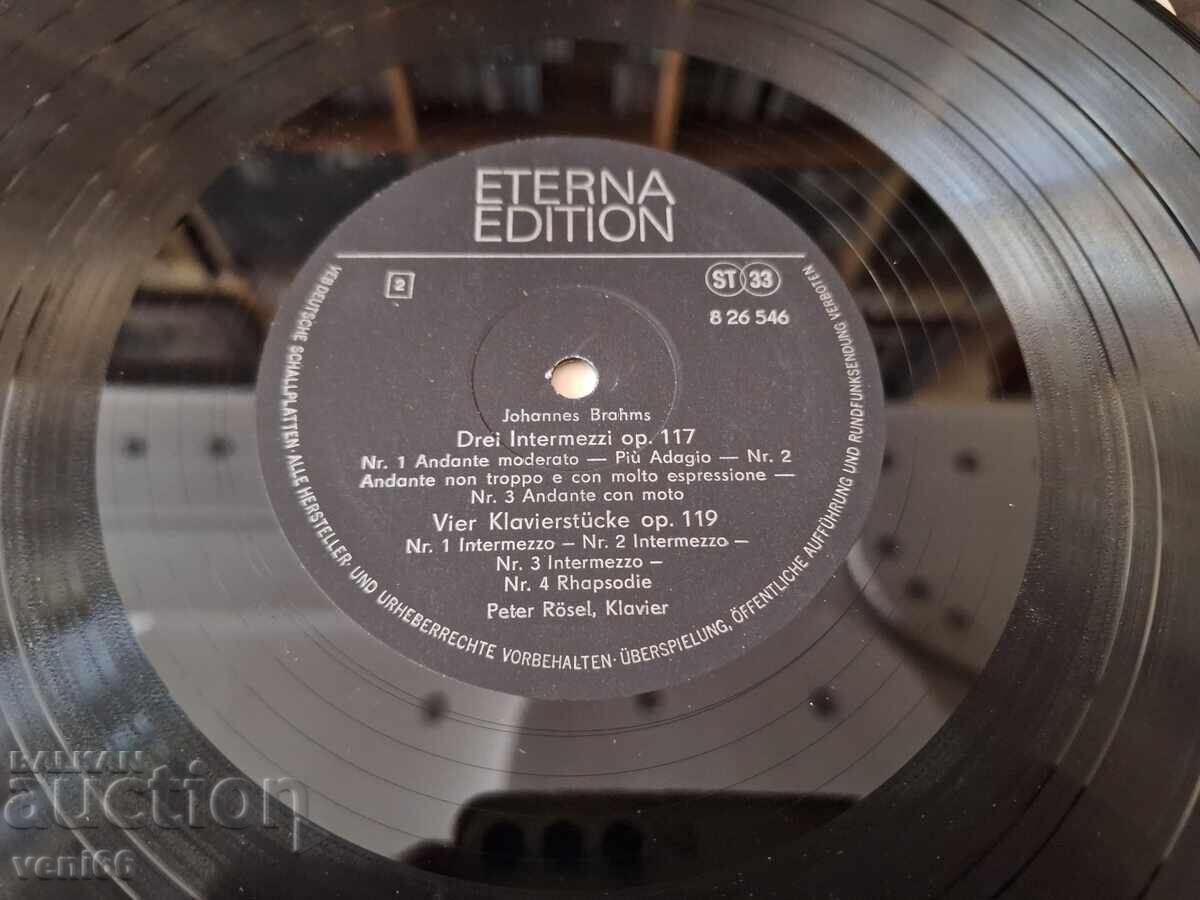 ETERNA
EDITION
2
ST 33
8 26 546
Johannes Brahms
Drei Intermezzi op. 117
Nr. 1 Andante moderato — Più Adagio — Nr. 2
Andante non troppo e con molto espressione —
Nr. 3 Andante con moto
Vier Klavierstücke op. 119
Nr. 1 Intermezzo – Nr. 2 Intermezzo –
Nr. 3 Intermezzo –
Nr. 4 Rhapsodie
Peter Rösel, Klavier
VEB DEUTSCHE SCHALLPLATTEN · ALLE HERSTELLER- UND URHEBERRECHTE VORBEHALTEN · ÜBERSPIELUNG, ÖFFENTLICHE AUFFÜHRUNG UND RUNDFUNKSENDUNG VERBOTEN
BALKAN
auction
veni66